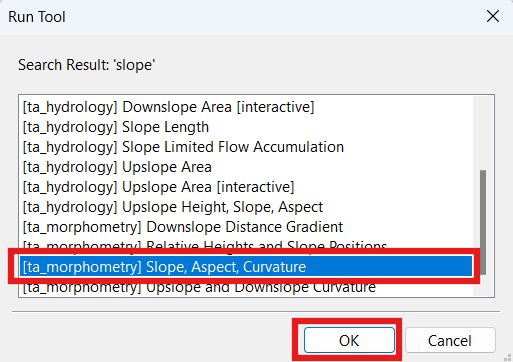 Run Tool
Search Result: 'slope'
[ta_hydrology] Downslope Area [interactive]
[ta_hydrology] Slope Length
[ta_hydrology] Slope Limited Flow Accumulation
[ta_hydrology] Upslope Area
[ta_hydrology] Upslope Area [interactive]
[ta_hydrology] Upslope Height, Slope, Aspect
[ta_morphometry] Downslope Distance Gradient
[ta_morphometry] Relative Heights and Slope Positions
[ta_morphometry] Slope, Aspect, Curvature
[ta_morphometry] Upslope and Downslope Curvature
OK Cancel